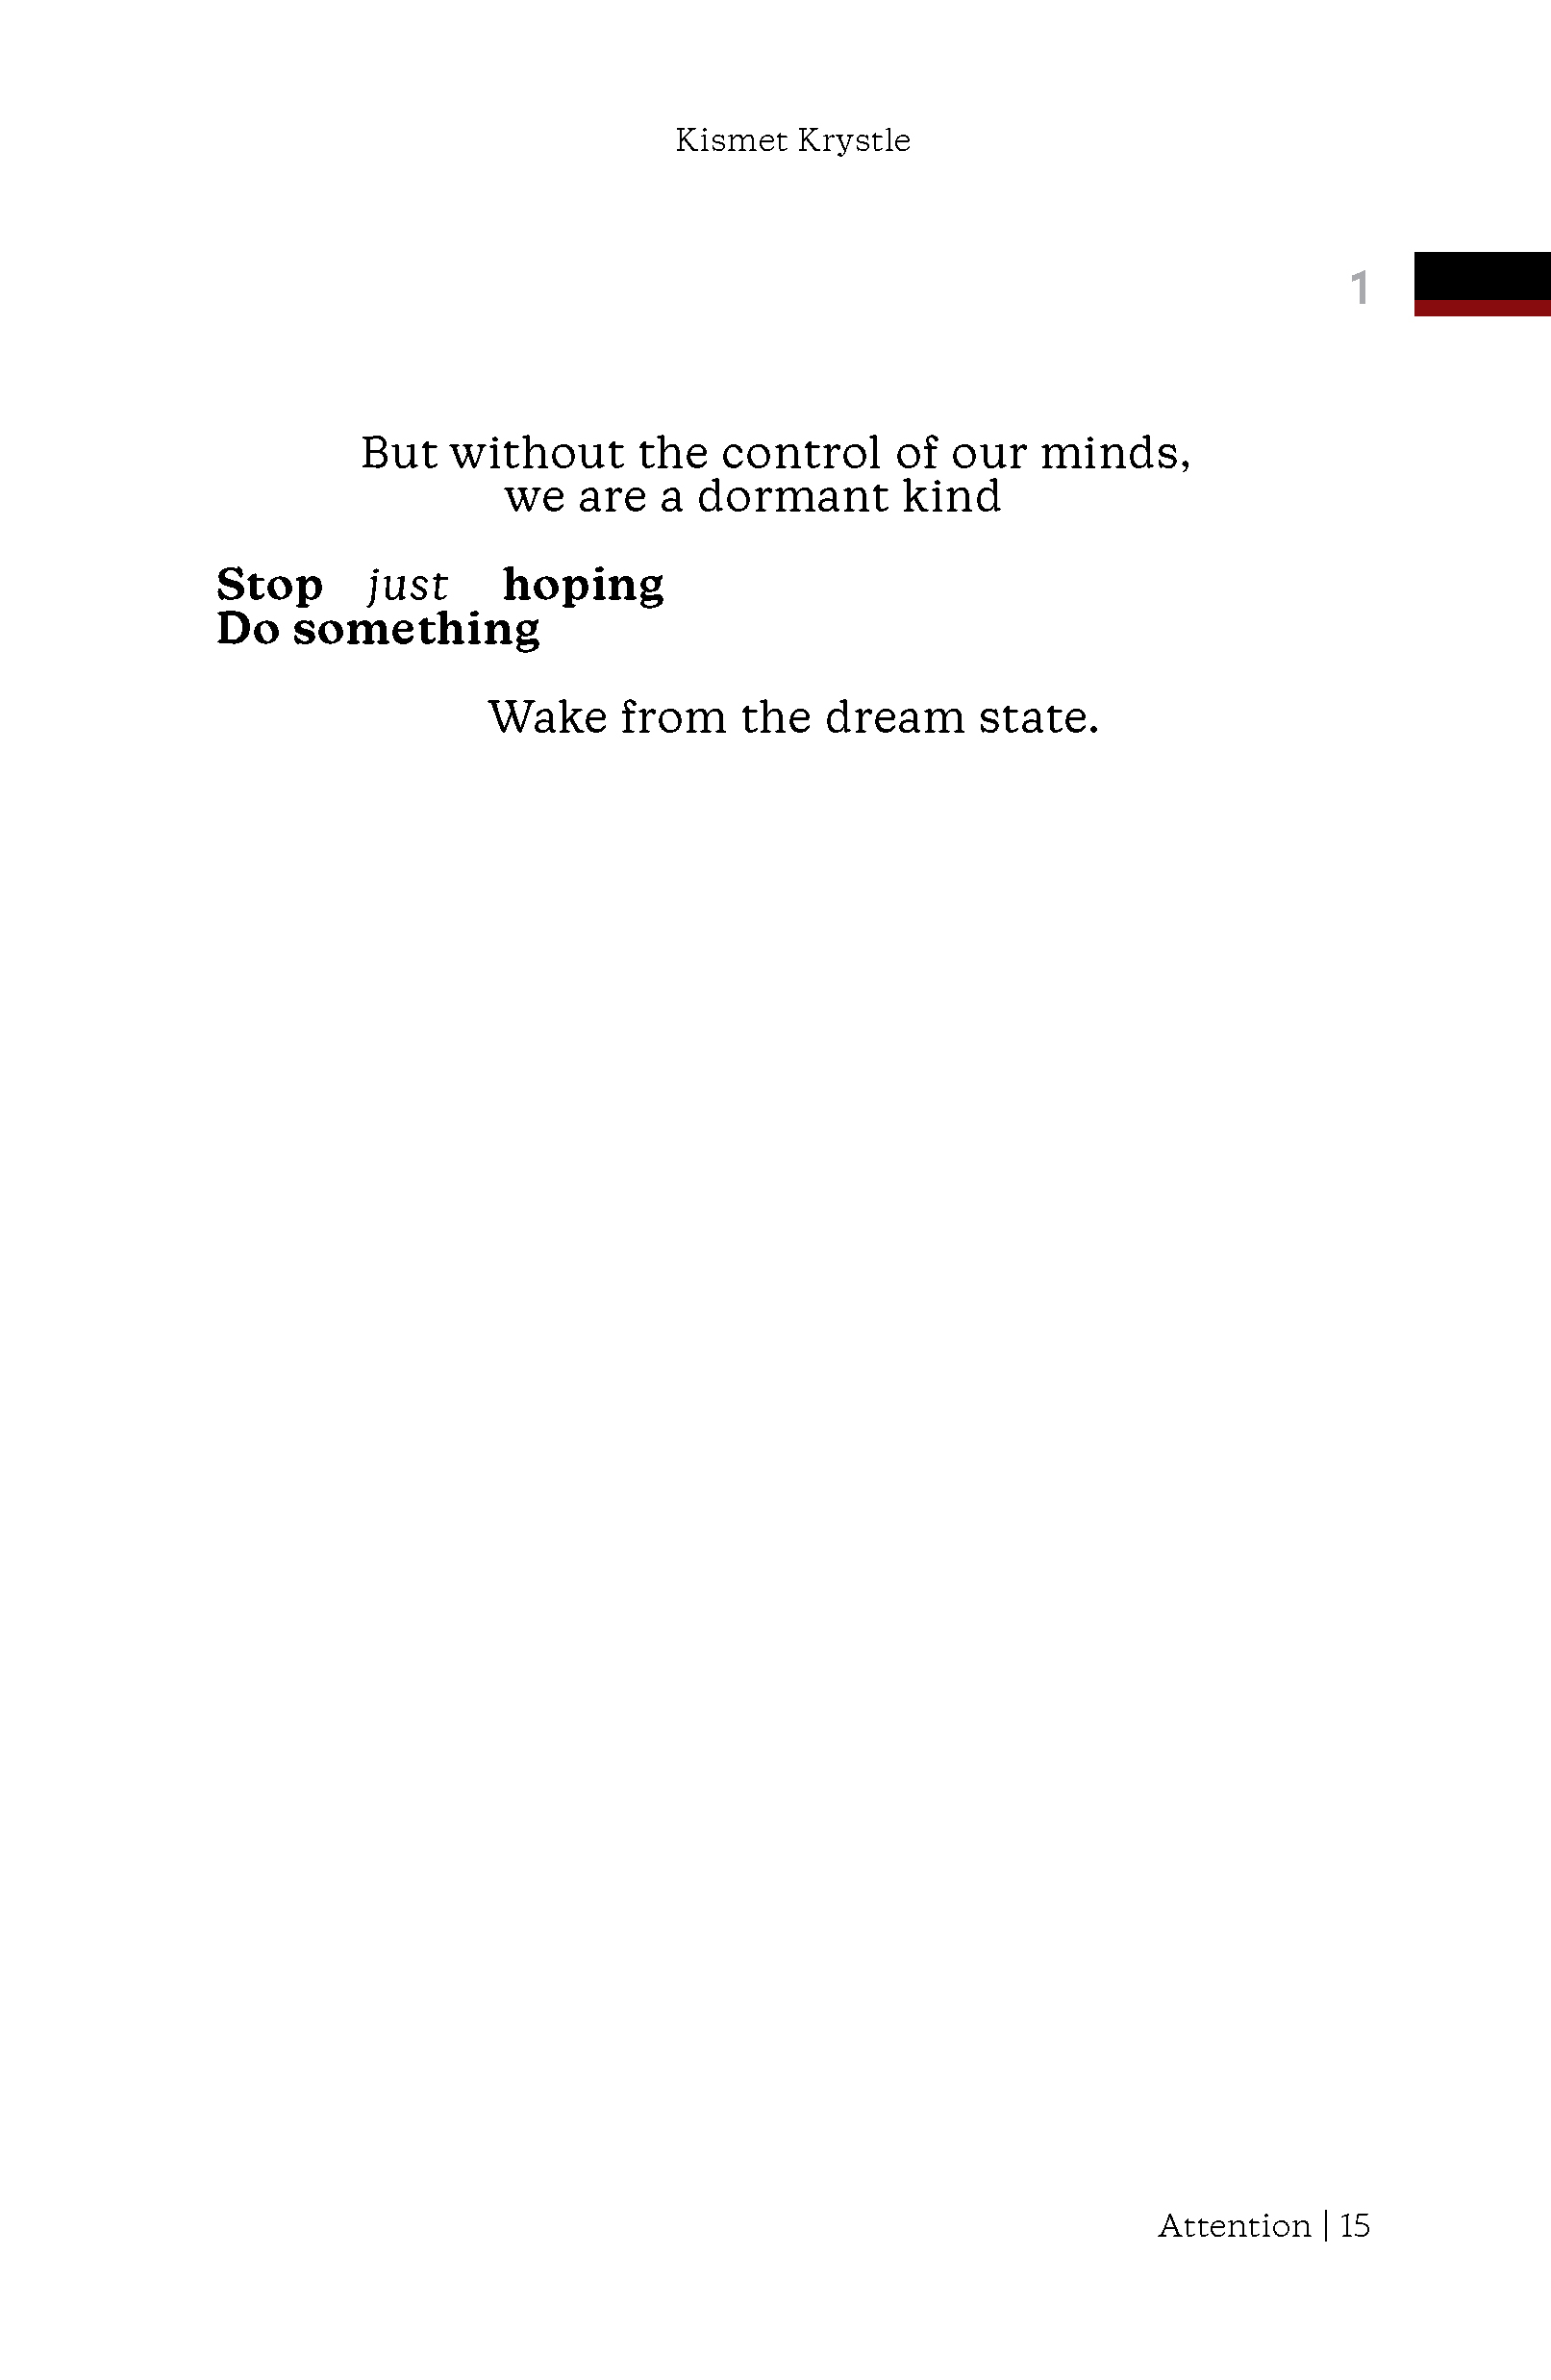 Kismet Krystle
1
But without the control of our minds,
we are a dormant kind
Stop just hoping
Do something
Wake from the dream state.
Attention | 15